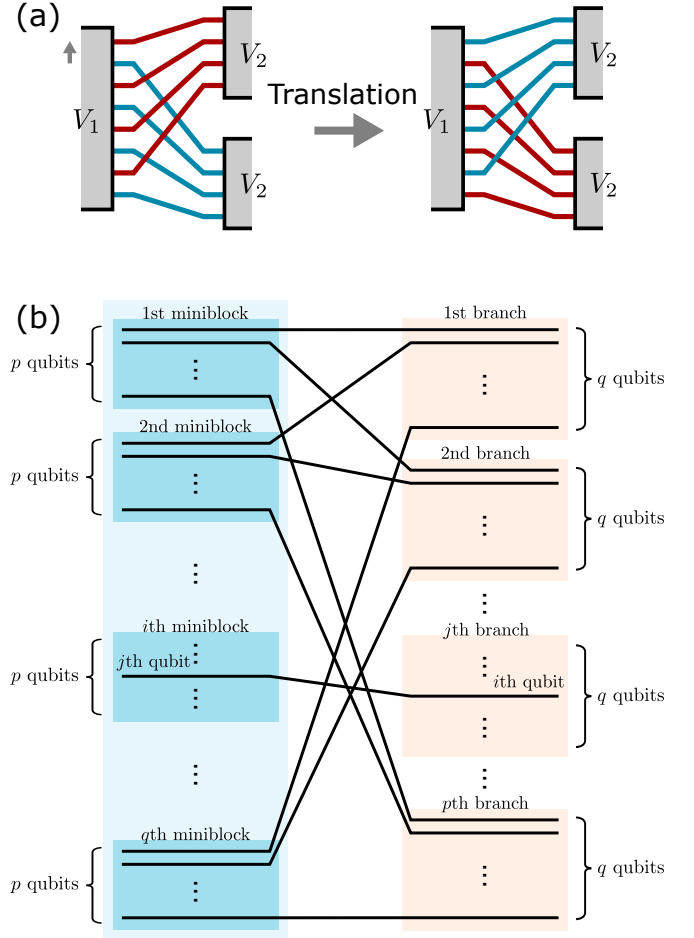 (a)
V₁
V₂
V₂
Translation
V₁
V₂
V₂
(b)
1st miniblock
p qubits
⋮
2nd miniblock
p qubits
⋮
⋮
ith miniblock
⋮
jth qubit
p qubits
⋮
⋮
qth miniblock
p qubits
⋮
1st branch
q qubits
⋮
2nd branch
q qubits
⋮
⋮
jth branch
⋮
ith qubit
q qubits
⋮
⋮
pth branch
q qubits
⋮